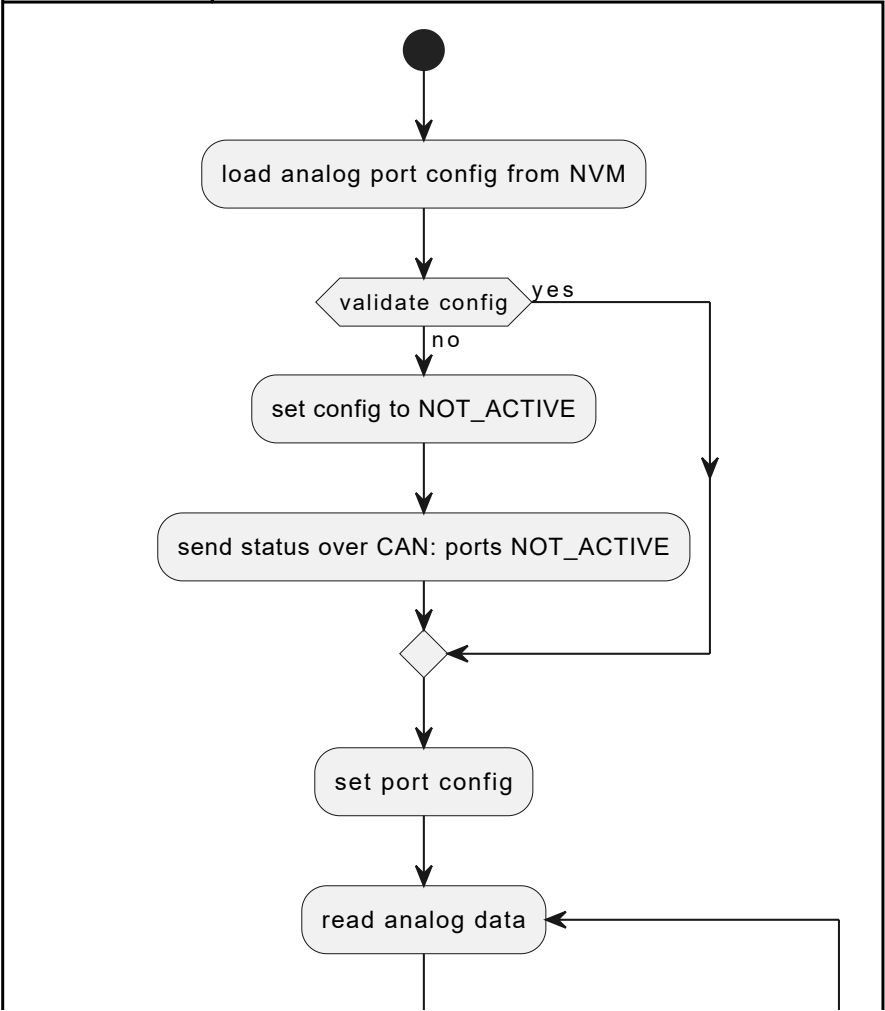 load analog port config from NVM
validate config
yes
no
set config to NOT_ACTIVE
send status over CAN: ports NOT_ACTIVE
set port config
read analog data